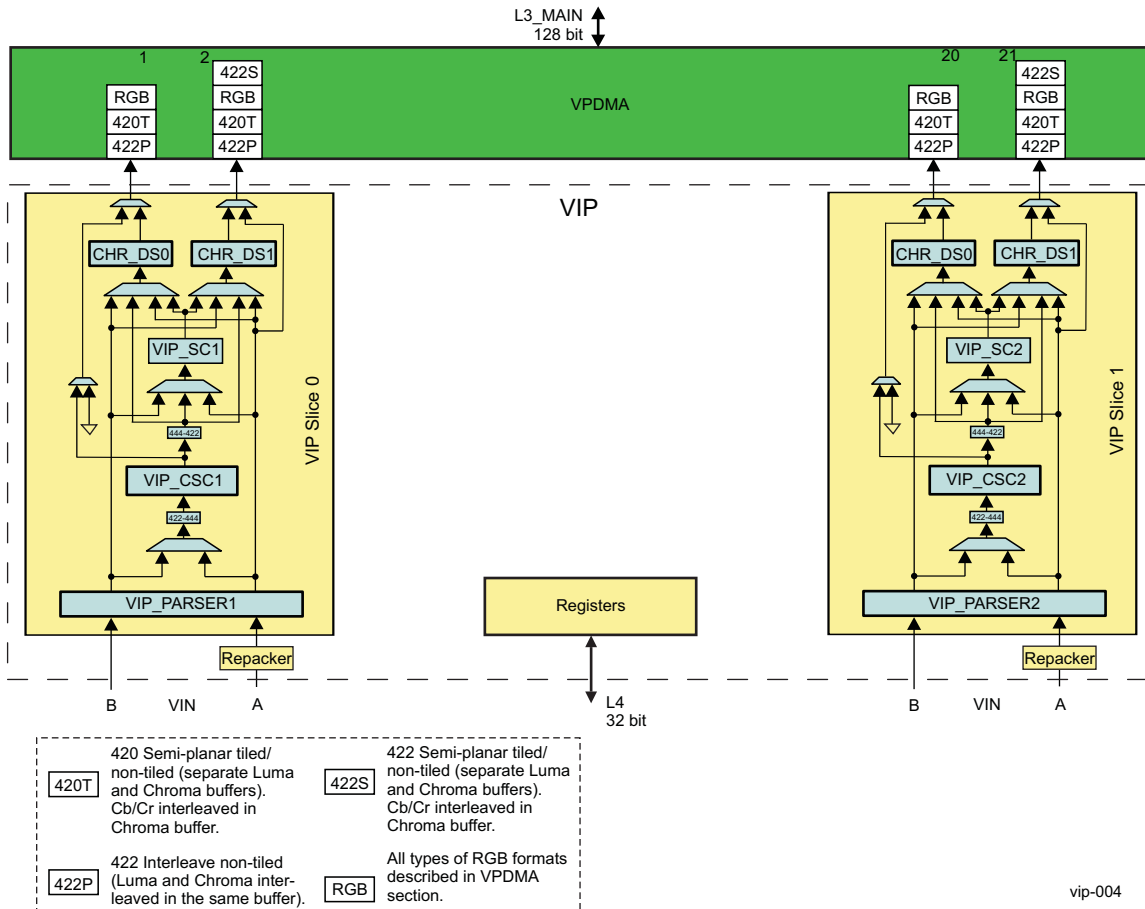 L3_MAIN
128 bit
1
2
20
21
422S
422S
RGB
RGB
RGB
RGB
420T
420T
420T
420T
422P
422P
422P
422P
VPDMA
VIP
CHR_DS0
CHR_DS1
VIP_SC1
444-422
VIP_CSC1
422-444
VIP_PARSER1
VIP Slice 0
Repacker
B
VIN
A
Registers
L4
32 bit
CHR_DS0
CHR_DS1
VIP_SC2
444-422
VIP_CSC2
422-444
VIP_PARSER2
VIP Slice 1
Repacker
B
VIN
A
420T
420 Semi-planar tiled/
non-tiled (separate Luma
and Chroma buffers).
Cb/Cr interleaved in
Chroma buffer.
422S
422 Semi-planar tiled/
non-tiled (separate Luma
and Chroma buffers).
Cb/Cr interleaved in
Chroma buffer.
422P
422 Interleave non-tiled
(Luma and Chroma inter-
leaved in the same buffer).
RGB
All types of RGB formats
described in VPDMA
section.
vip-004